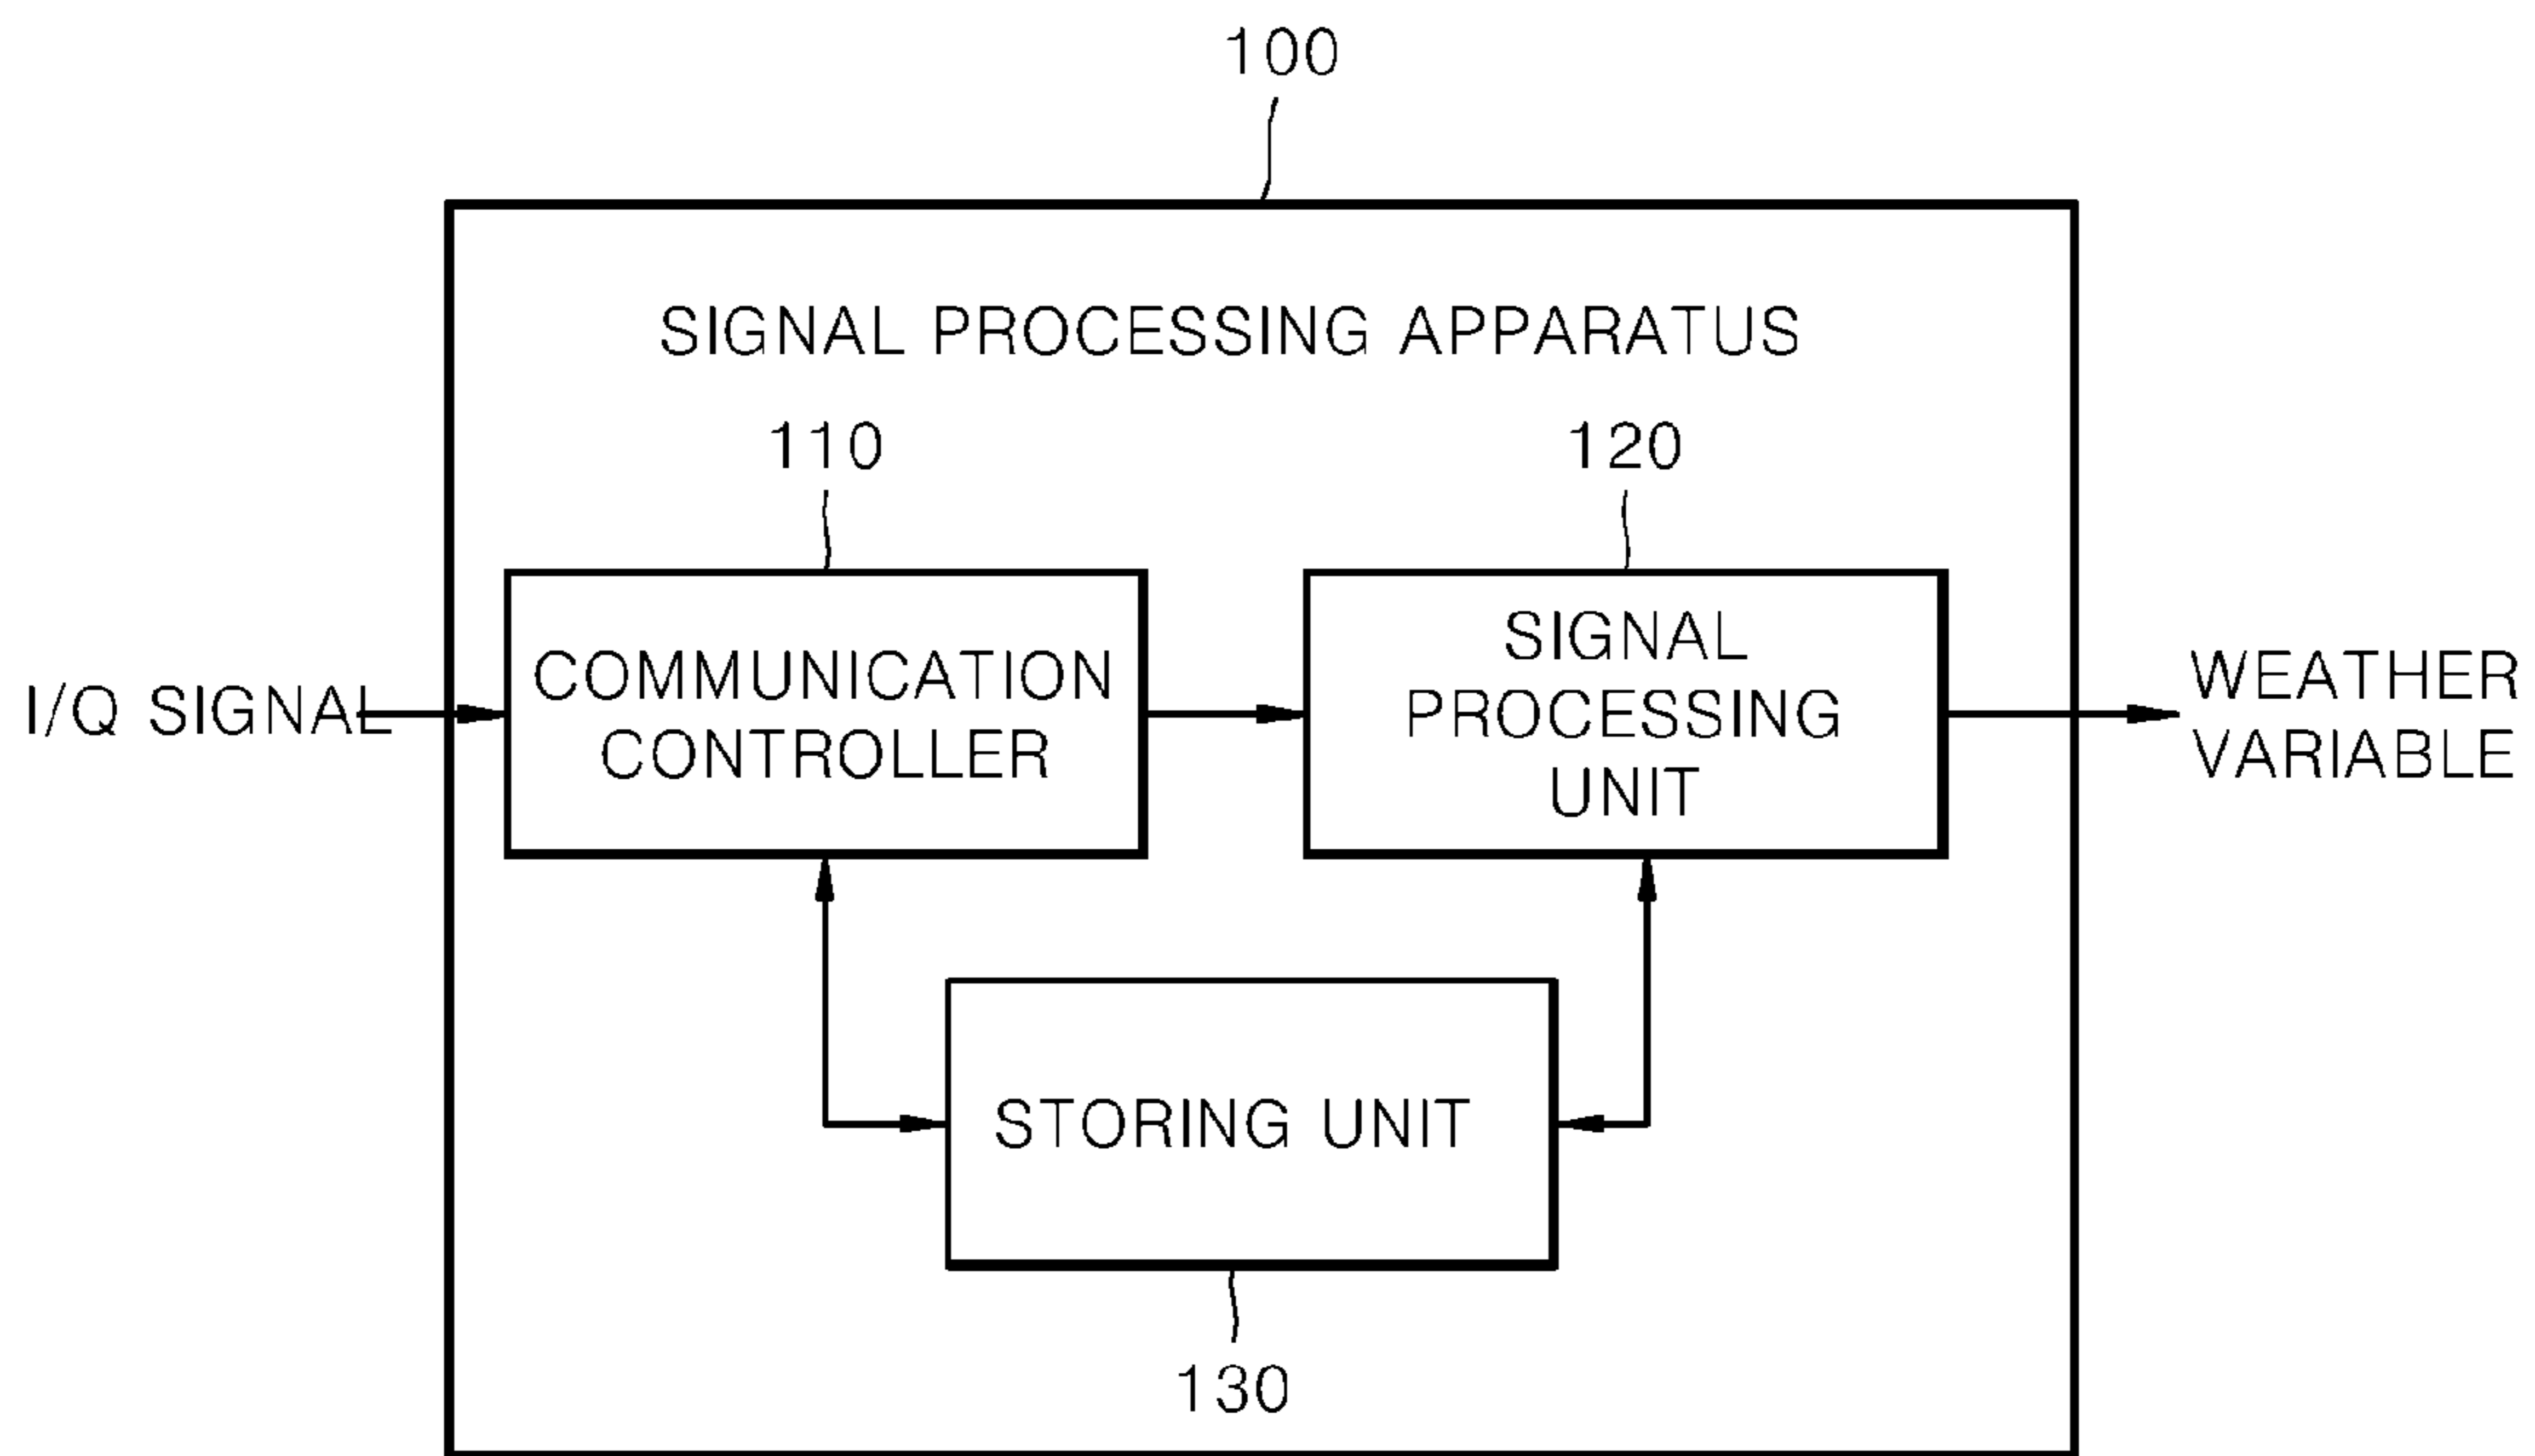 100
SIGNAL PROCESSING APPARATUS
110
120
I/Q SIGNAL
COMMUNICATION
CONTROLLER
SIGNAL
PROCESSING
UNIT
WEATHER
VARIABLE
STORING UNIT
130